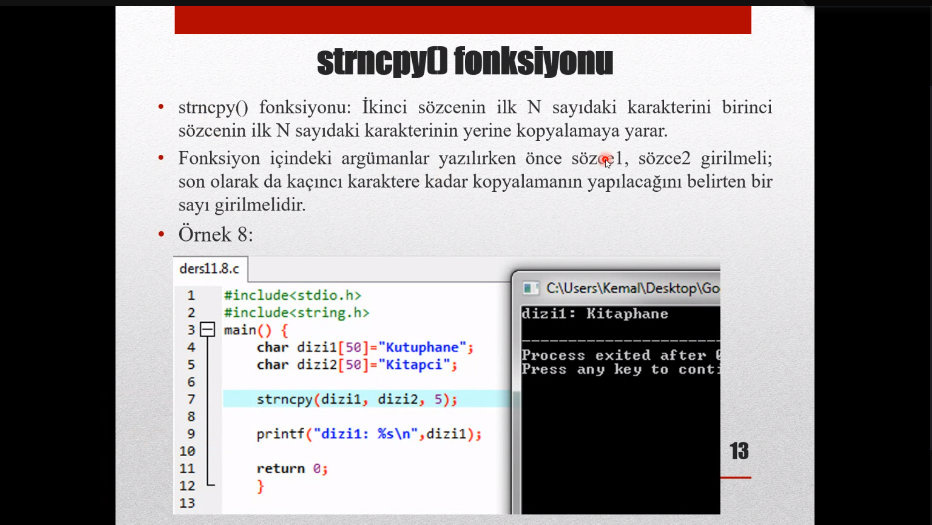 strncpy() fonksiyonu
• strncpy() fonksiyonu: İkinci sözcenin ilk N sayıdaki karakterini birinci
sözcenin ilk N sayıdaki karakterinin yerine kopyalamaya yarar.
• Fonksiyon içindeki argümanlar yazılırken önce sözce1, sözce2 girilmeli;
son olarak da kaçıncı karaktere kadar kopyalamanın yapılacağını belirten bir
sayı girilmelidir.
• Örnek 8:
ders11.8.c
1 #include<stdio.h>
2 #include<string.h>
3 main() {
4 char dizi1[50]="Kutuphane";
5 char dizi2[50]="Kitapci";
6
7 strncpy(dizi1, dizi2, 5);
8
9 printf("dizi1: %s\n",dizi1);
10
11 return 0;
12 }
13
C:\Users\Kemal\Desktop\Go
dizi1: Kitaphane
--------------------------------
Process exited after 0
Press any key to conti
13